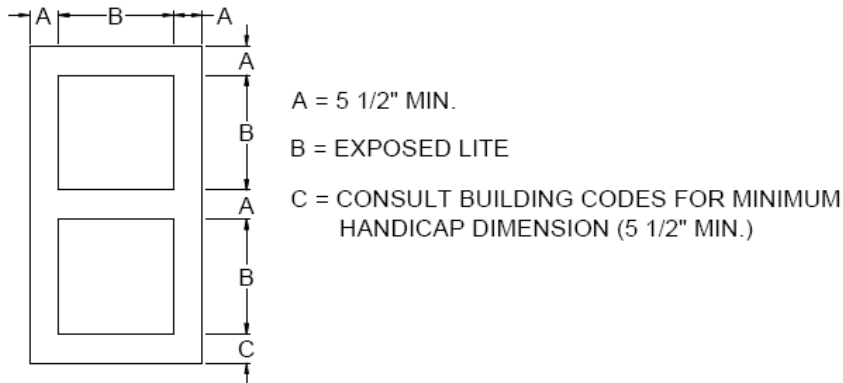 A B A
A
B
A
B
C
A = 5 1/2" MIN.
B = EXPOSED LITE
C = CONSULT BUILDING CODES FOR MINIMUM
HANDICAP DIMENSION (5 1/2" MIN.)